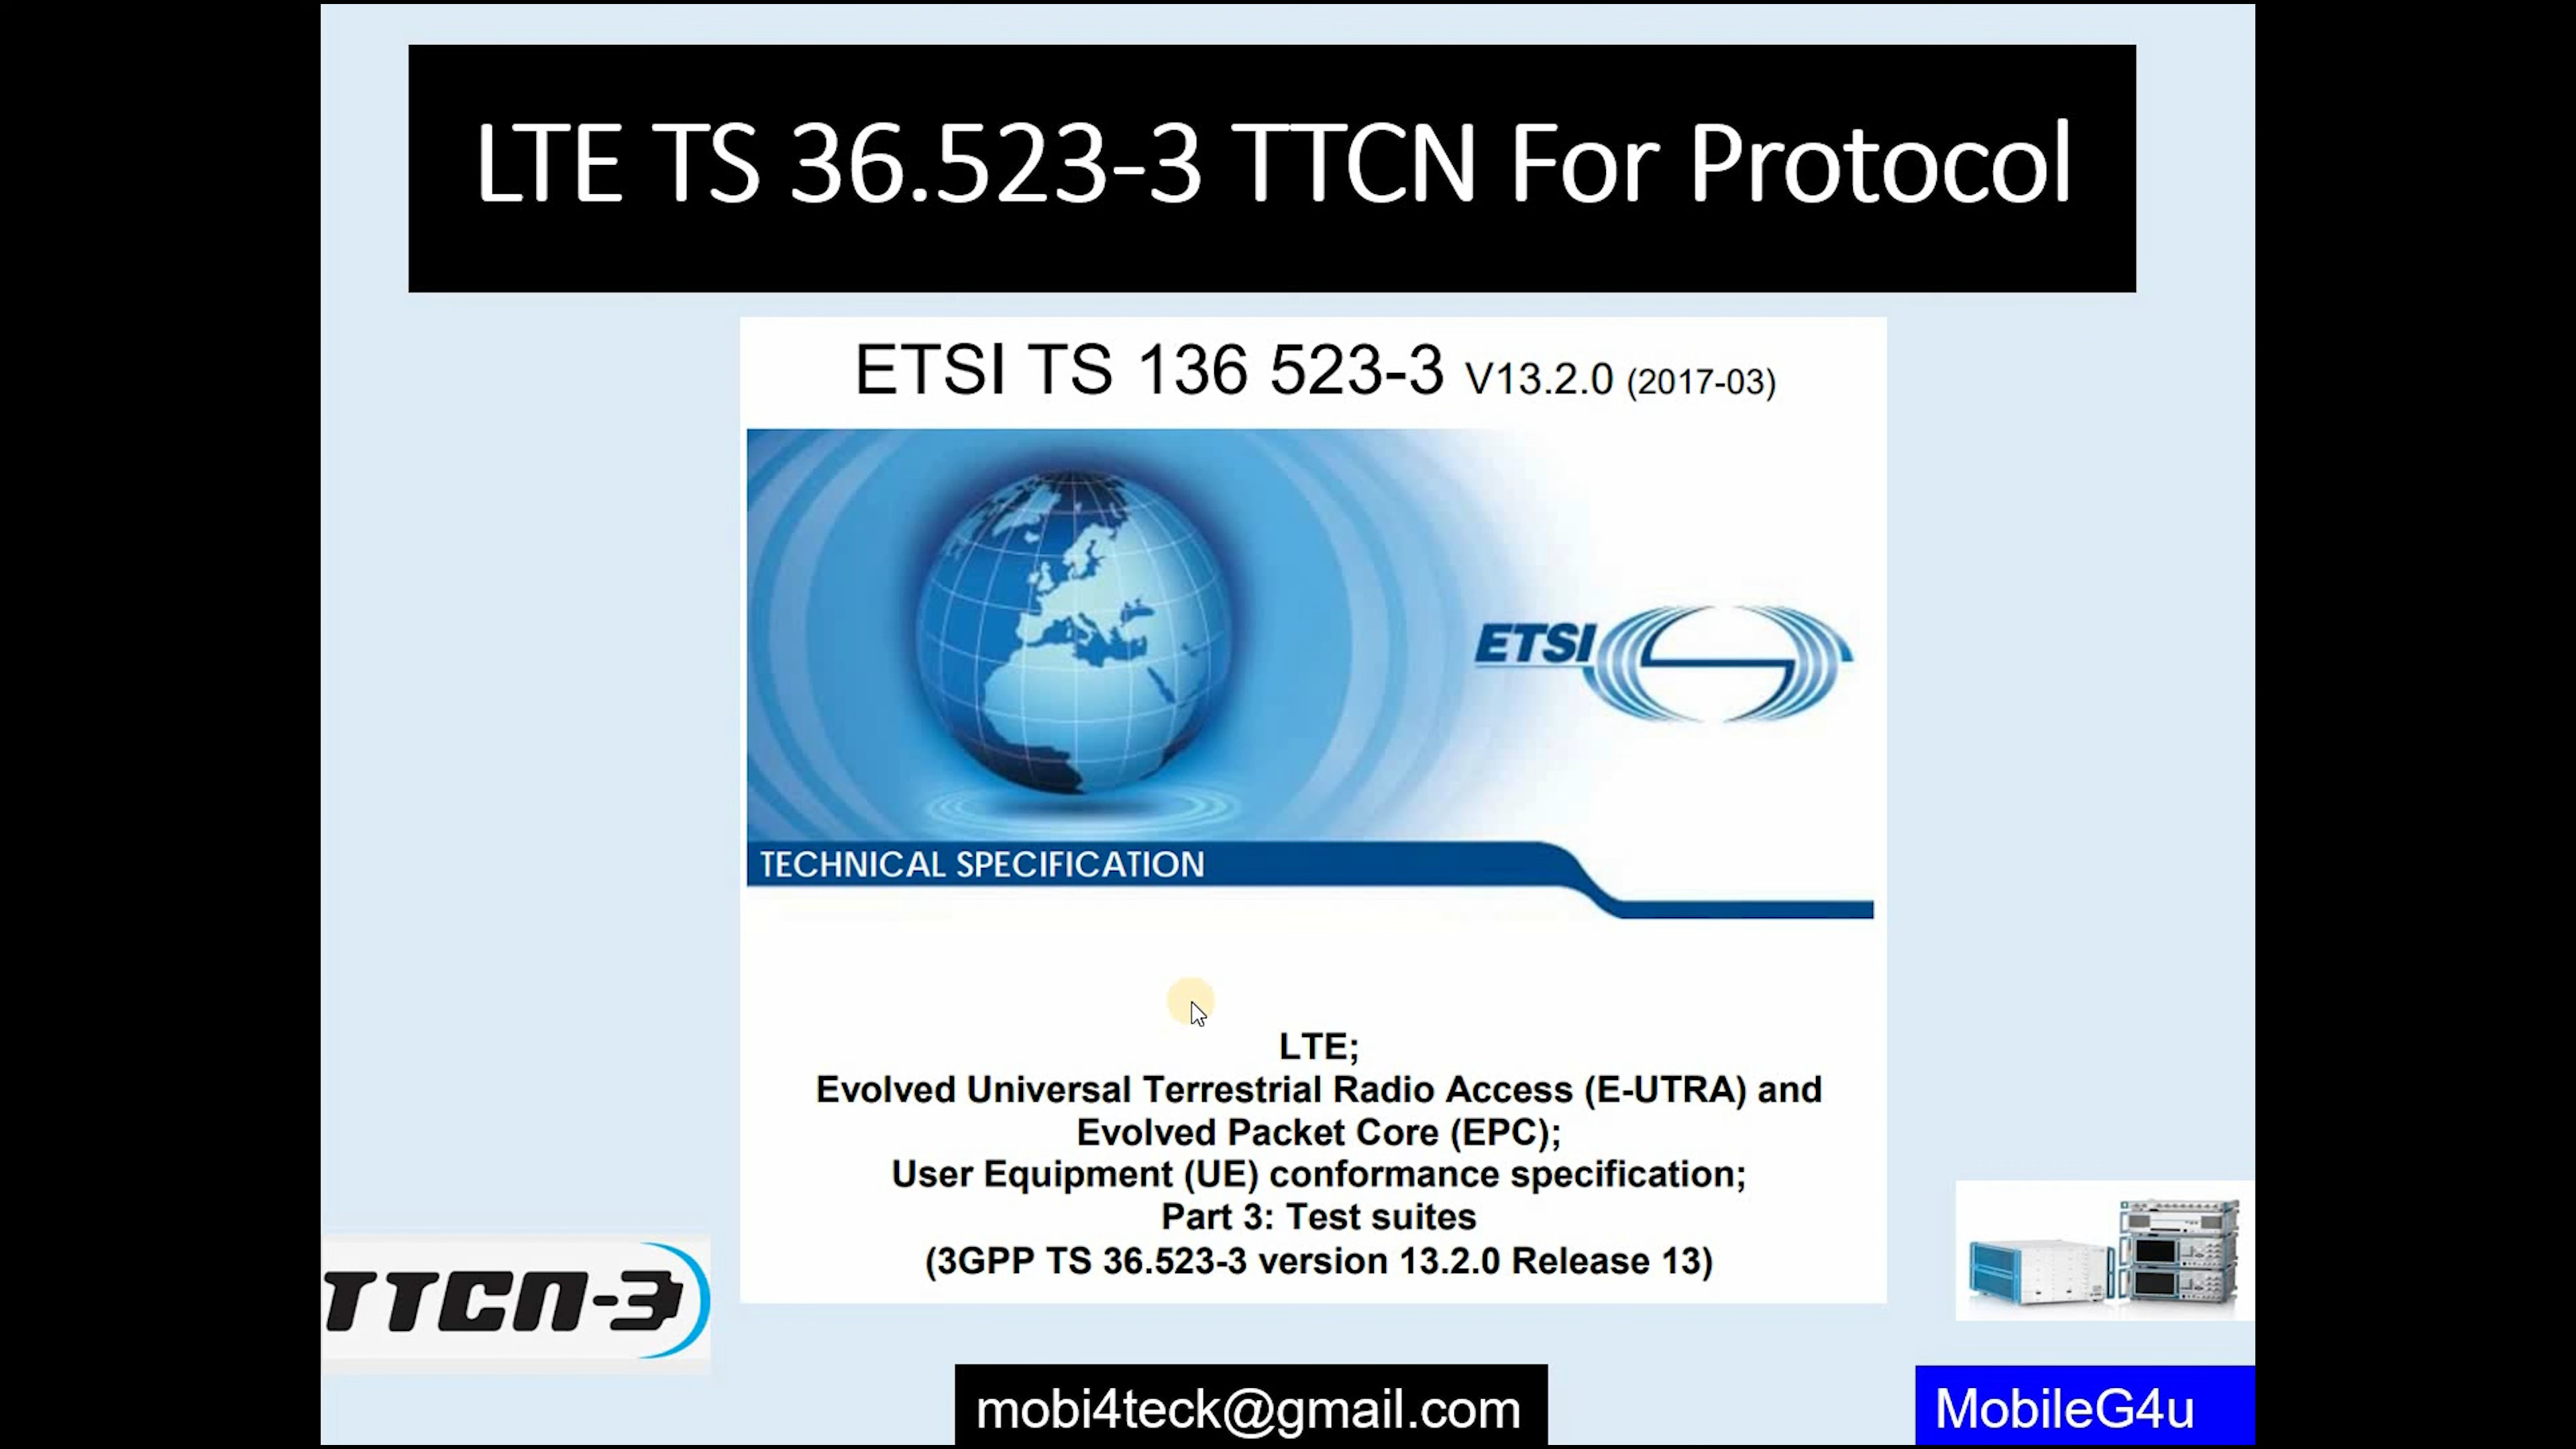 LTE TS 36.523-3 TTCN For Protocol
ETSI TS 136 523-3 V13.2.0 (2017-03)
ETSI
TECHNICAL SPECIFICATION
LTE;
Evolved Universal Terrestrial Radio Access (E-UTRA) and
Evolved Packet Core (EPC);
User Equipment (UE) conformance specification;
Part 3: Test suites
(3GPP TS 36.523-3 version 13.2.0 Release 13)
TTCN-3
mobi4teck@gmail.com
MobileG4u